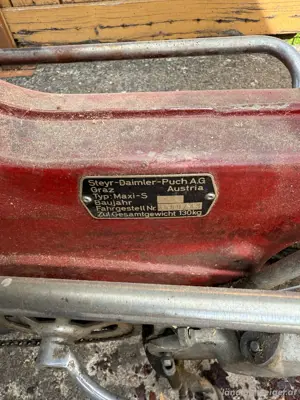 Steyr-Daimler-Puch A.G
Graz Austria
Typ: Maxi-S
Baujahr
Fahrgestell Nr
Zul.Gesamtgewicht 130kg